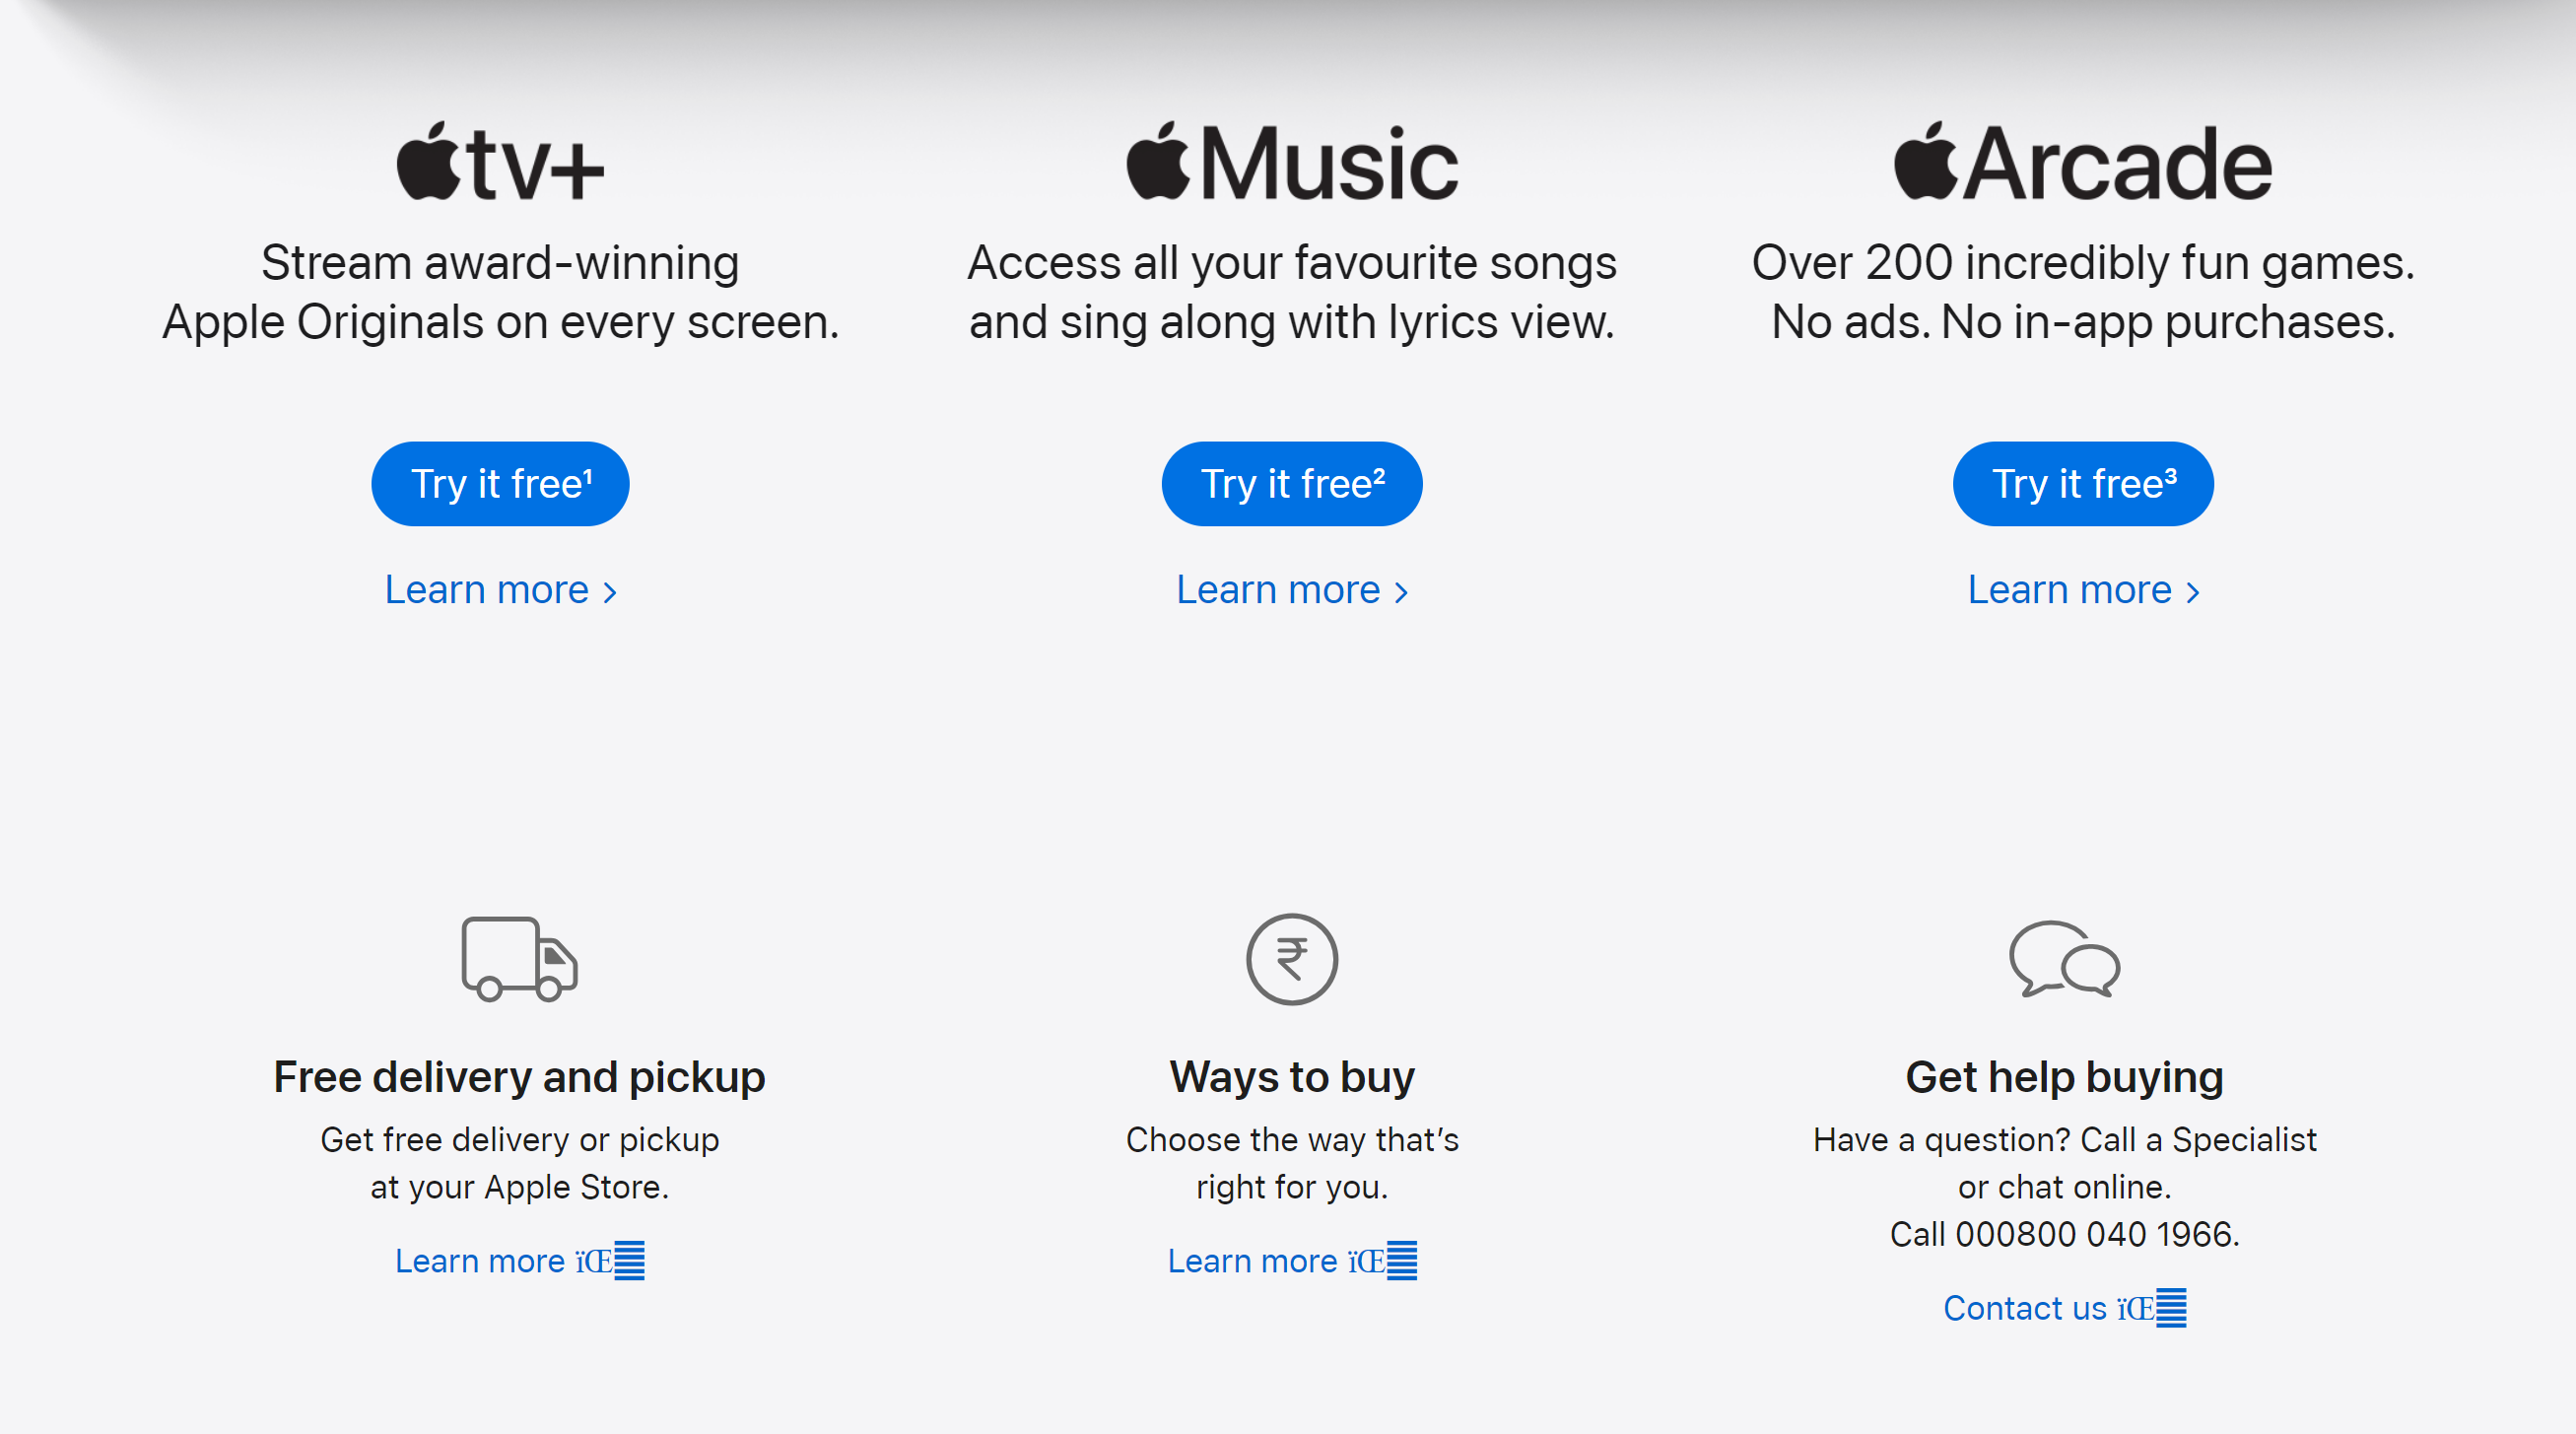 tv+
Stream award-winning
Apple Originals on every screen.
Try it free¹
Learn more >
Music
Access all your favourite songs
and sing along with lyrics view.
Try it free²
Learn more >
Arcade
Over 200 incredibly fun games.
No ads. No in-app purchases.
Try it free³
Learn more >
Free delivery and pickup
Get free delivery or pickup
at your Apple Store.
Learn more ïŒ
₹
Ways to buy
Choose the way that’s
right for you.
Learn more ïŒ
Get help buying
Have a question? Call a Specialist
or chat online.
Call 000800 040 1966.
Contact us ïŒ